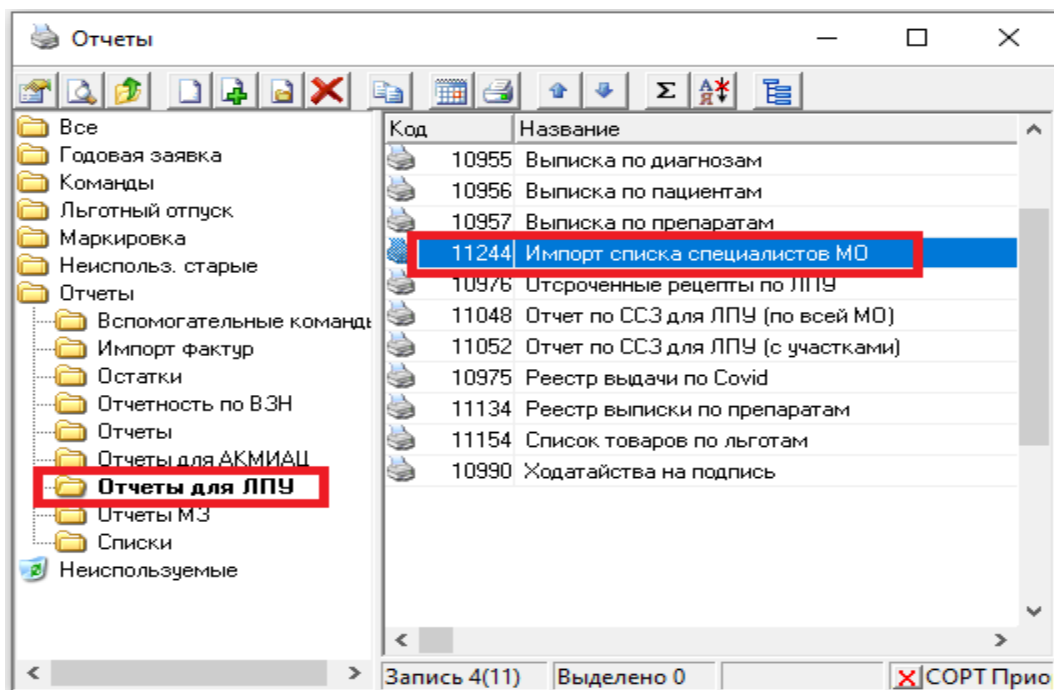 Отчеты
Все
Годовая заявка
Команды
Льготный отпуск
Маркировка
Неиспольз. старые
Отчеты
Вспомогательные команды
Импорт фактур
Остатки
Отчетность по ВЗН
Отчеты
Отчеты для АКМИАЦ
Отчеты для ЛПУ
Отчеты МЗ
Списки
Неиспользуемые
Код Название
10955 Выписка по диагнозам
10956 Выписка по пациентам
10957 Выписка по препаратам
11244 Импорт списка специалистов МО
10976 Отсроченные рецепты по ЛПУ
11048 Отчет по ССЗ для ЛПУ (по всей МО)
11052 Отчет по ССЗ для ЛПУ (с участками)
10975 Реестр выдачи по Covid
11134 Реестр выписки по препаратам
11154 Список товаров по льготам
10990 Ходатайства на подпись
Запись 4(11) Выделено 0 СОРТ Прио